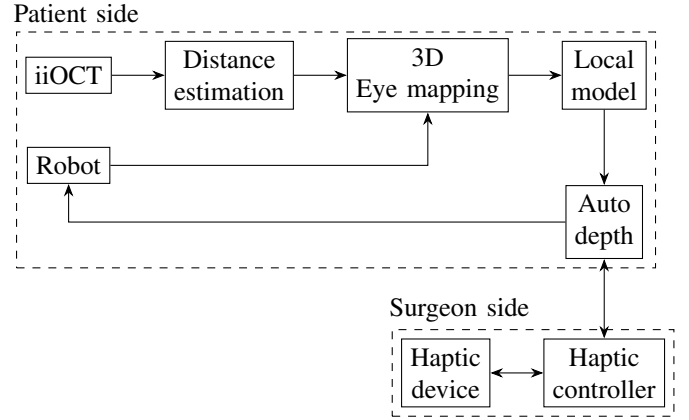 Patient side
iiOCT
Distance
estimation
3D
Eye mapping
Local
model
Robot
Auto
depth
Surgeon side
Haptic
device
Haptic
controller